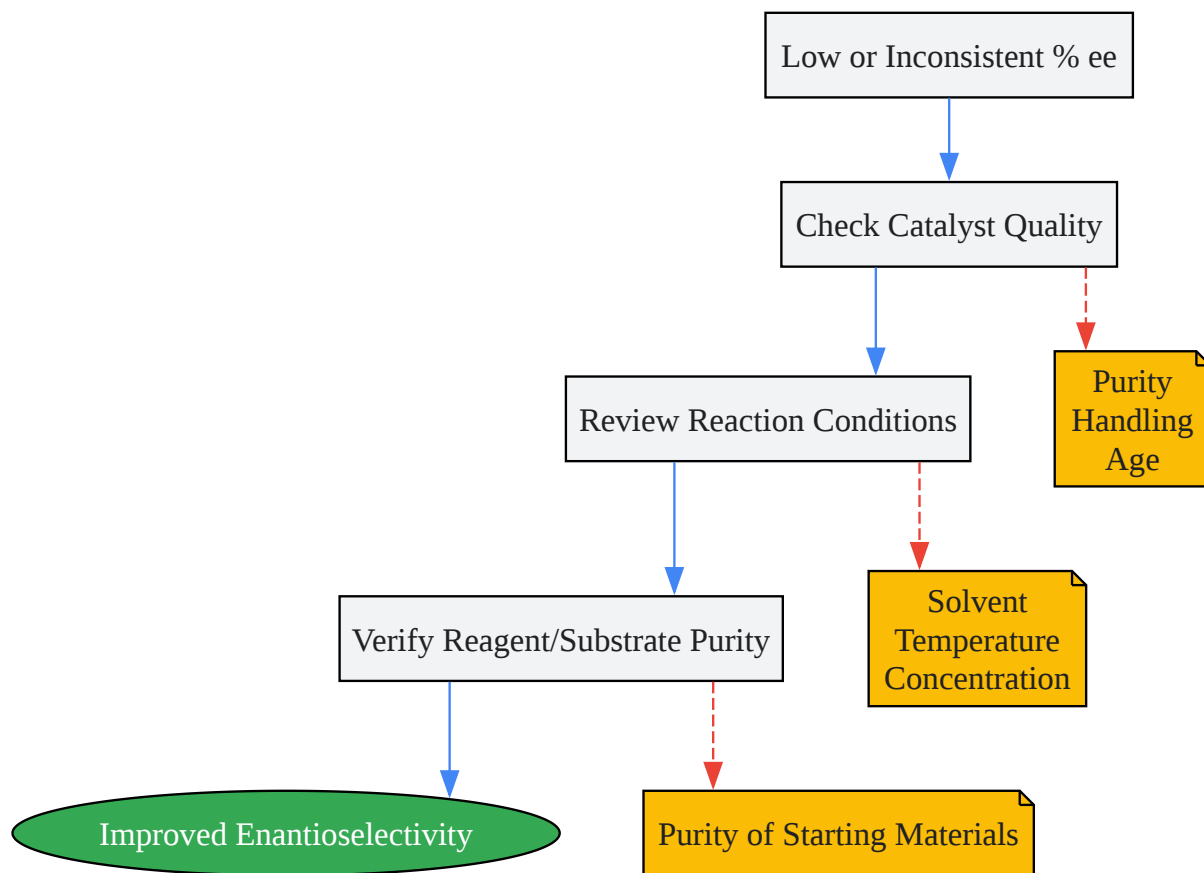 Low or Inconsistent % ee
Check Catalyst Quality
Purity
Handling
Age
Review Reaction Conditions
Solvent
Temperature
Concentration
Verify Reagent/Substrate Purity
Improved Enantioselectivity
Purity of Starting Materials